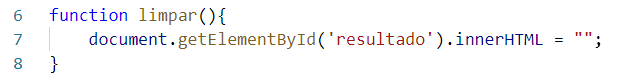 6 function limpar(){
7     document.getElementById('resultado').innerHTML = "";
8 }